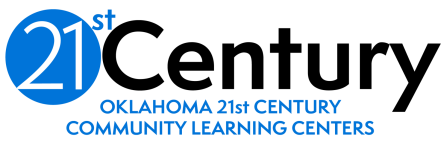 21st Century
OKLAHOMA 21st CENTURY
COMMUNITY LEARNING CENTERS